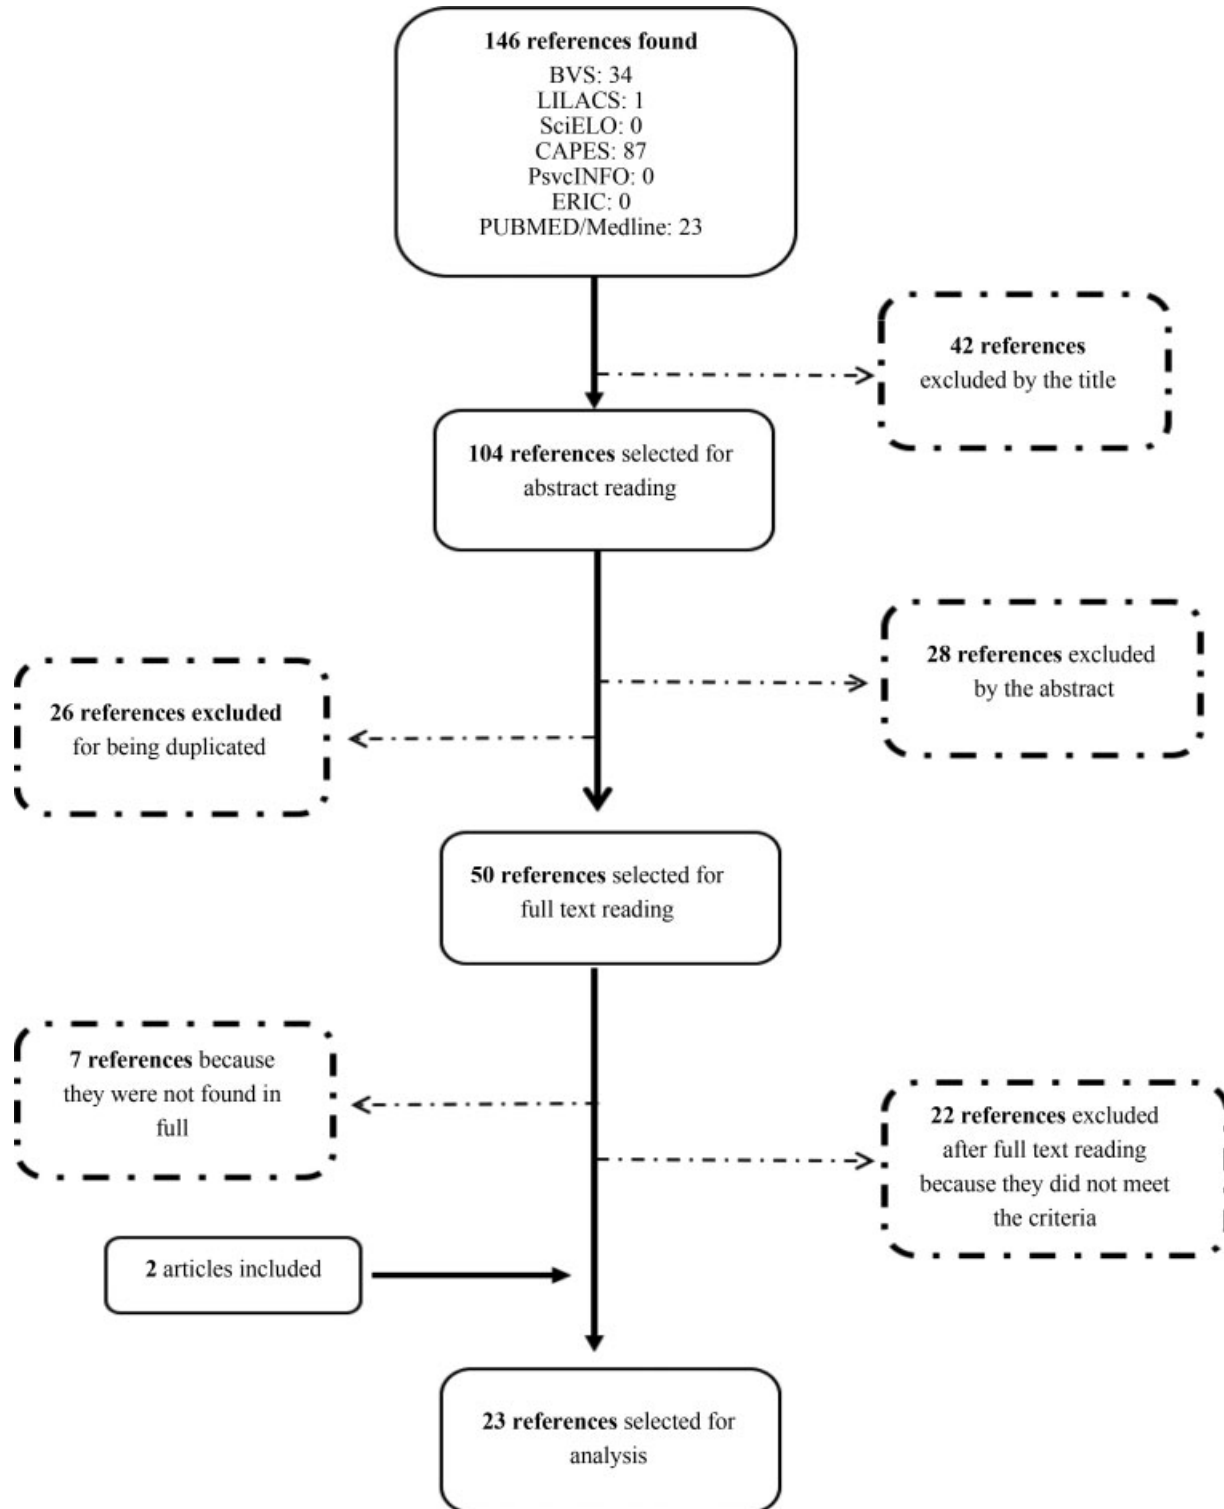 146 references found
BVS: 34
LILACS: 1
SciELO: 0
CAPES: 87
PsvcINFO: 0
ERIC: 0
PUBMED/Medline: 23
42 references
excluded by the title
104 references selected for
abstract reading
28 references excluded
by the abstract
26 references excluded
for being duplicated
50 references selected for
full text reading
7 references because
they were not found in
full
22 references excluded
after full text reading
because they did not meet
the criteria
2 articles included
23 references selected for
analysis